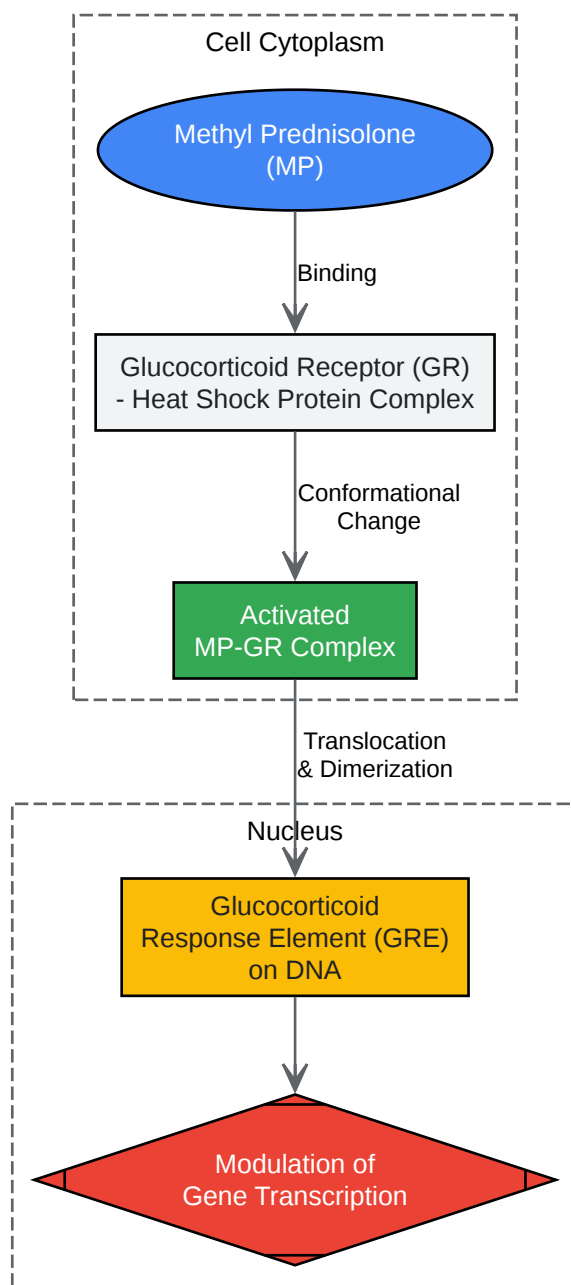 Cell Cytoplasm
Methyl Prednisolone
(MP)
Binding
Glucocorticoid Receptor (GR)
- Heat Shock Protein Complex
Conformational
Change
Activated
MP-GR Complex
Translocation
& Dimerization
Nucleus
Glucocorticoid
Response Element (GRE)
on DNA
Modulation of
Gene Transcription